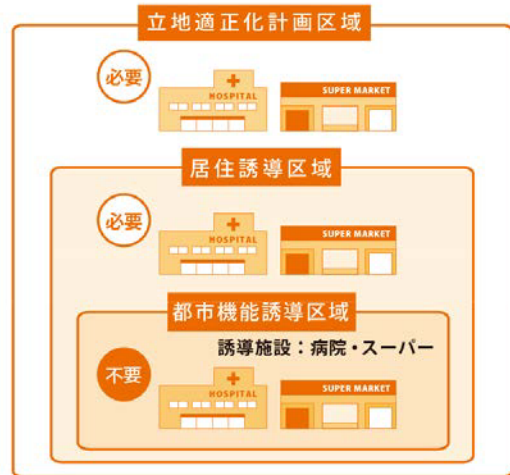 立地適正化計画区域
必要
HOSPITAL
SUPER MARKET
居住誘導区域
必要
HOSPITAL
SUPER MARKET
都市機能誘導区域
誘導施設：病院・スーパー
不要
HOSPITAL
SUPER MARKET